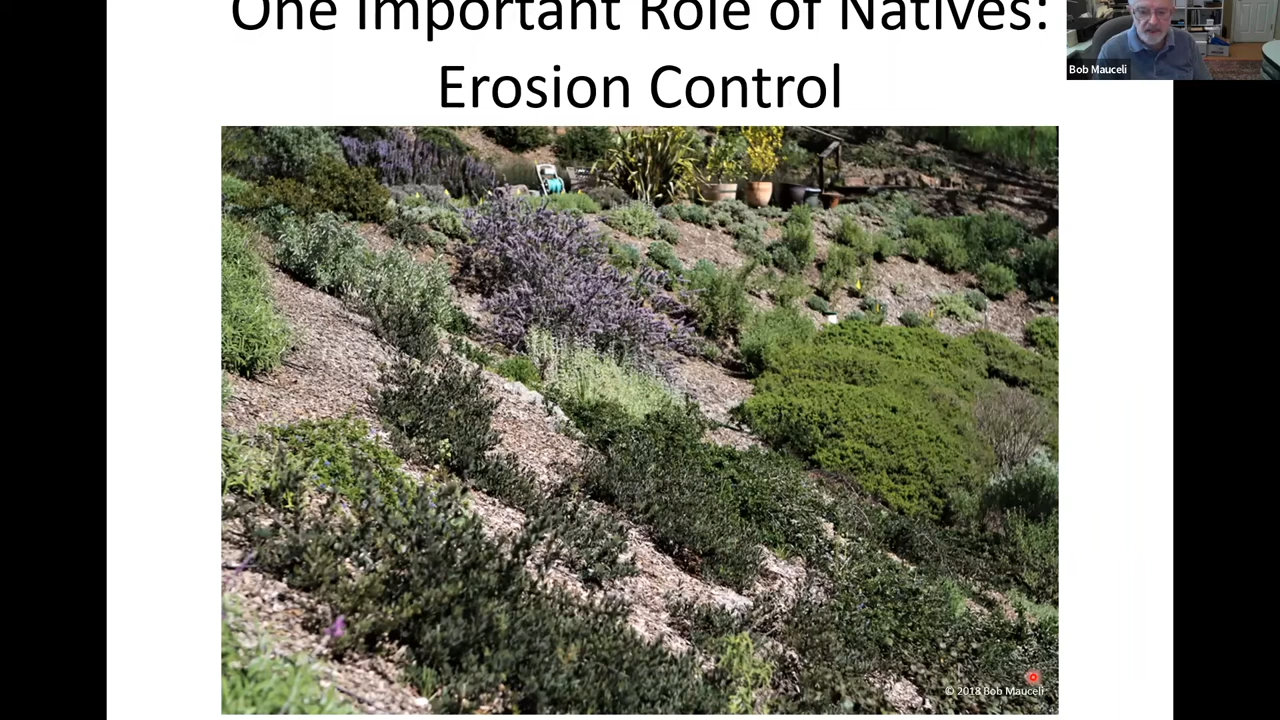 One Important Role of Natives:
Erosion Control
Bob Mauceli
© 2018 Bob Mauceli